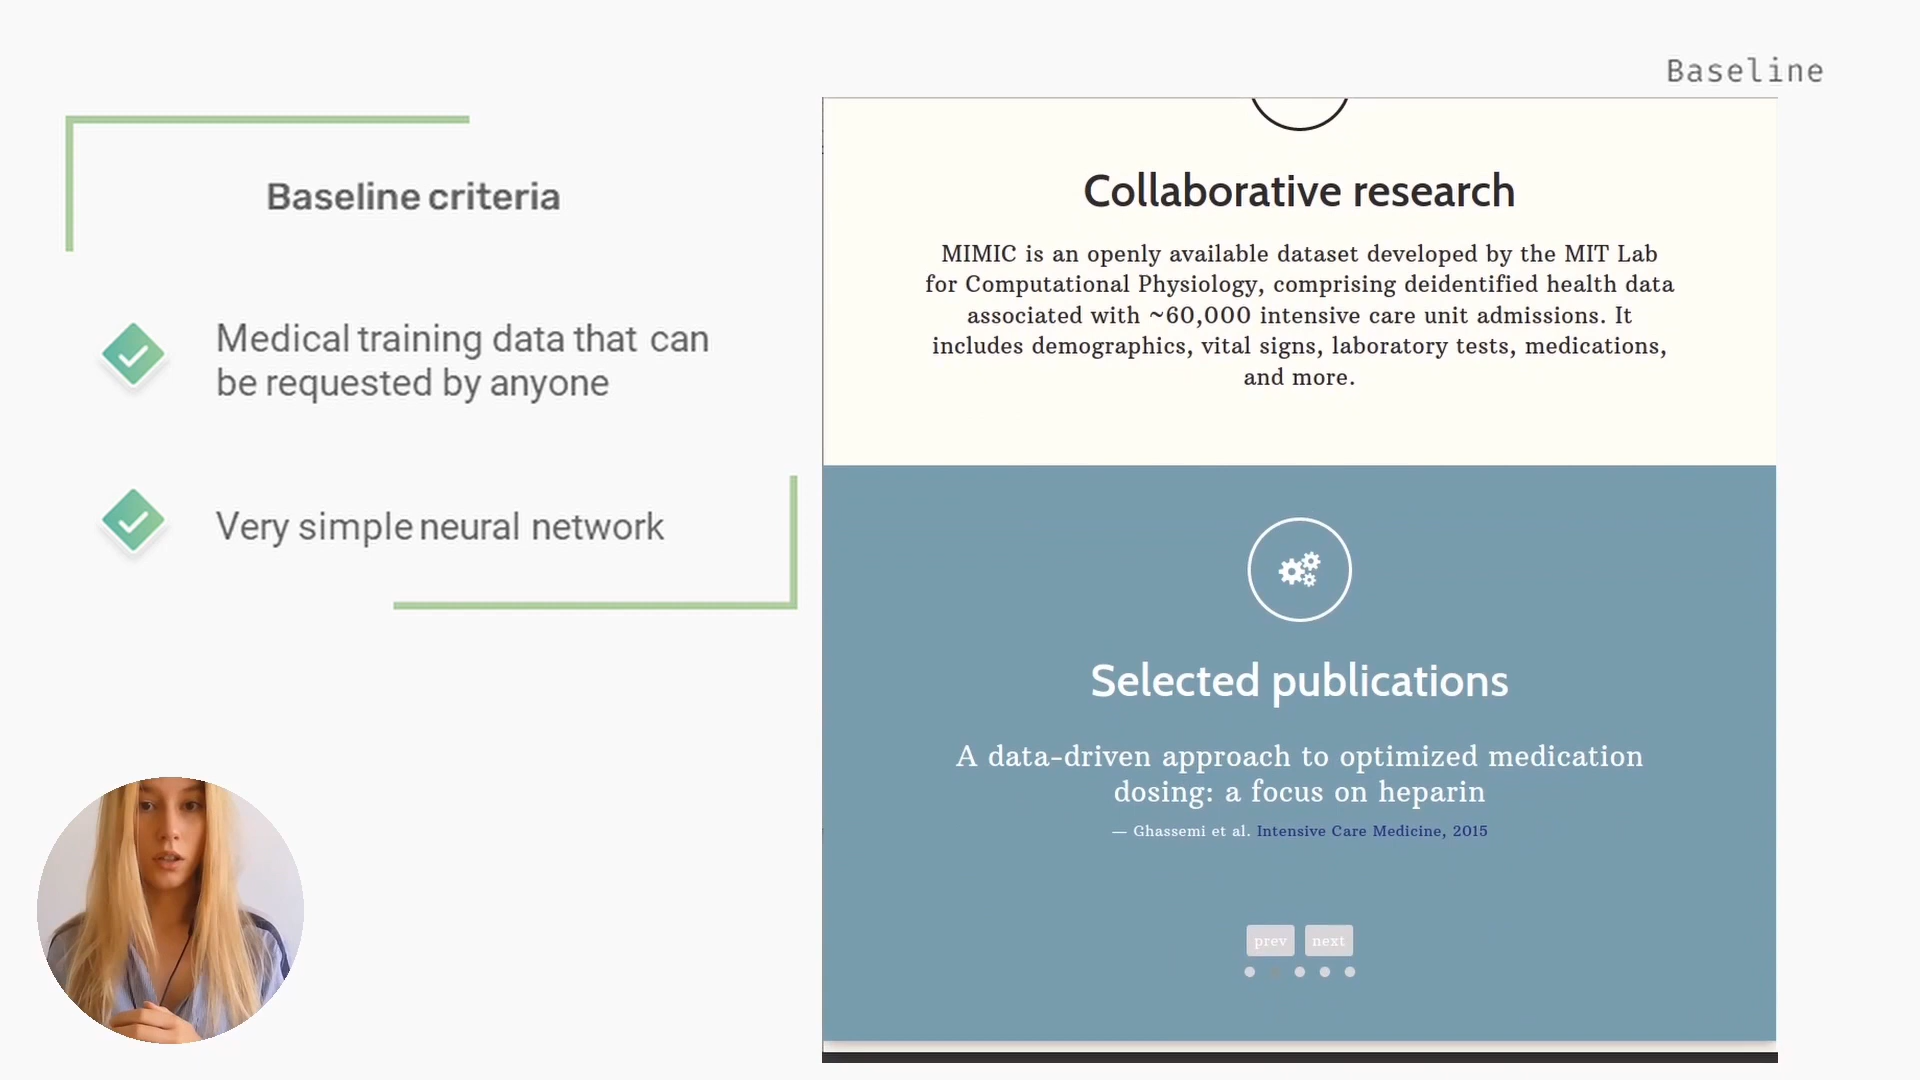 Baseline
Baseline criteria
Medical training data that can
be requested by anyone
Very simple neural network
Collaborative research
MIMIC is an openly available dataset developed by the MIT Lab
for Computational Physiology, comprising deidentified health data
associated with ~60,000 intensive care unit admissions. It
includes demographics, vital signs, laboratory tests, medications,
and more.
Selected publications
A data-driven approach to optimized medication
dosing: a focus on heparin
— Ghassemi et al. Intensive Care Medicine, 2015
prev next